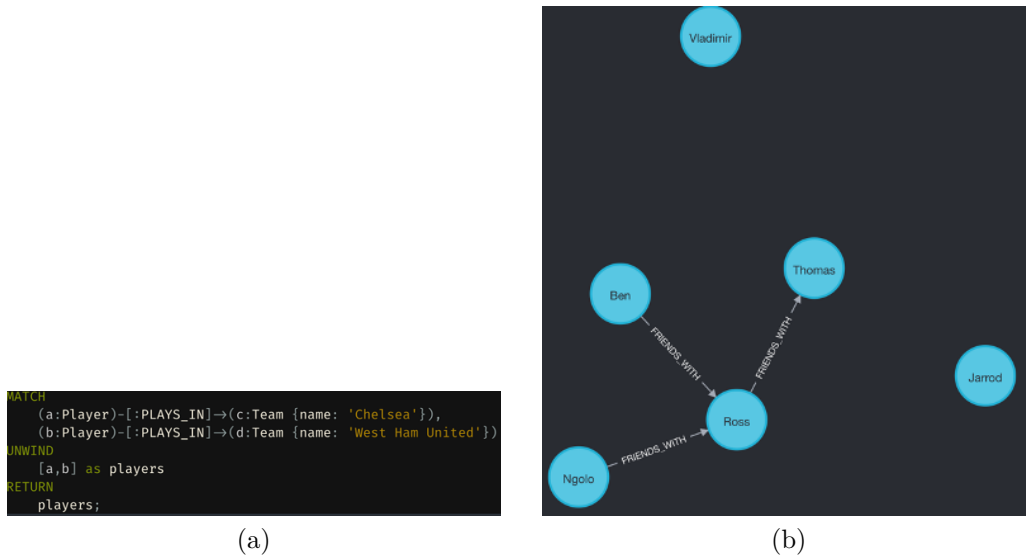 MATCH
(a:Player)-[:PLAYS_IN]→(c:Team {name: 'Chelsea'}),
(b:Player)-[:PLAYS_IN]→(d:Team {name: 'West Ham United'})
UNWIND
[a,b] as players
RETURN
players;
(a)
Vladimir
Thomas
Ben
FRIENDS_WITH
FRIENDS_WITH
Jarrod
Ross
FRIENDS_WITH
Ngolo
(b)